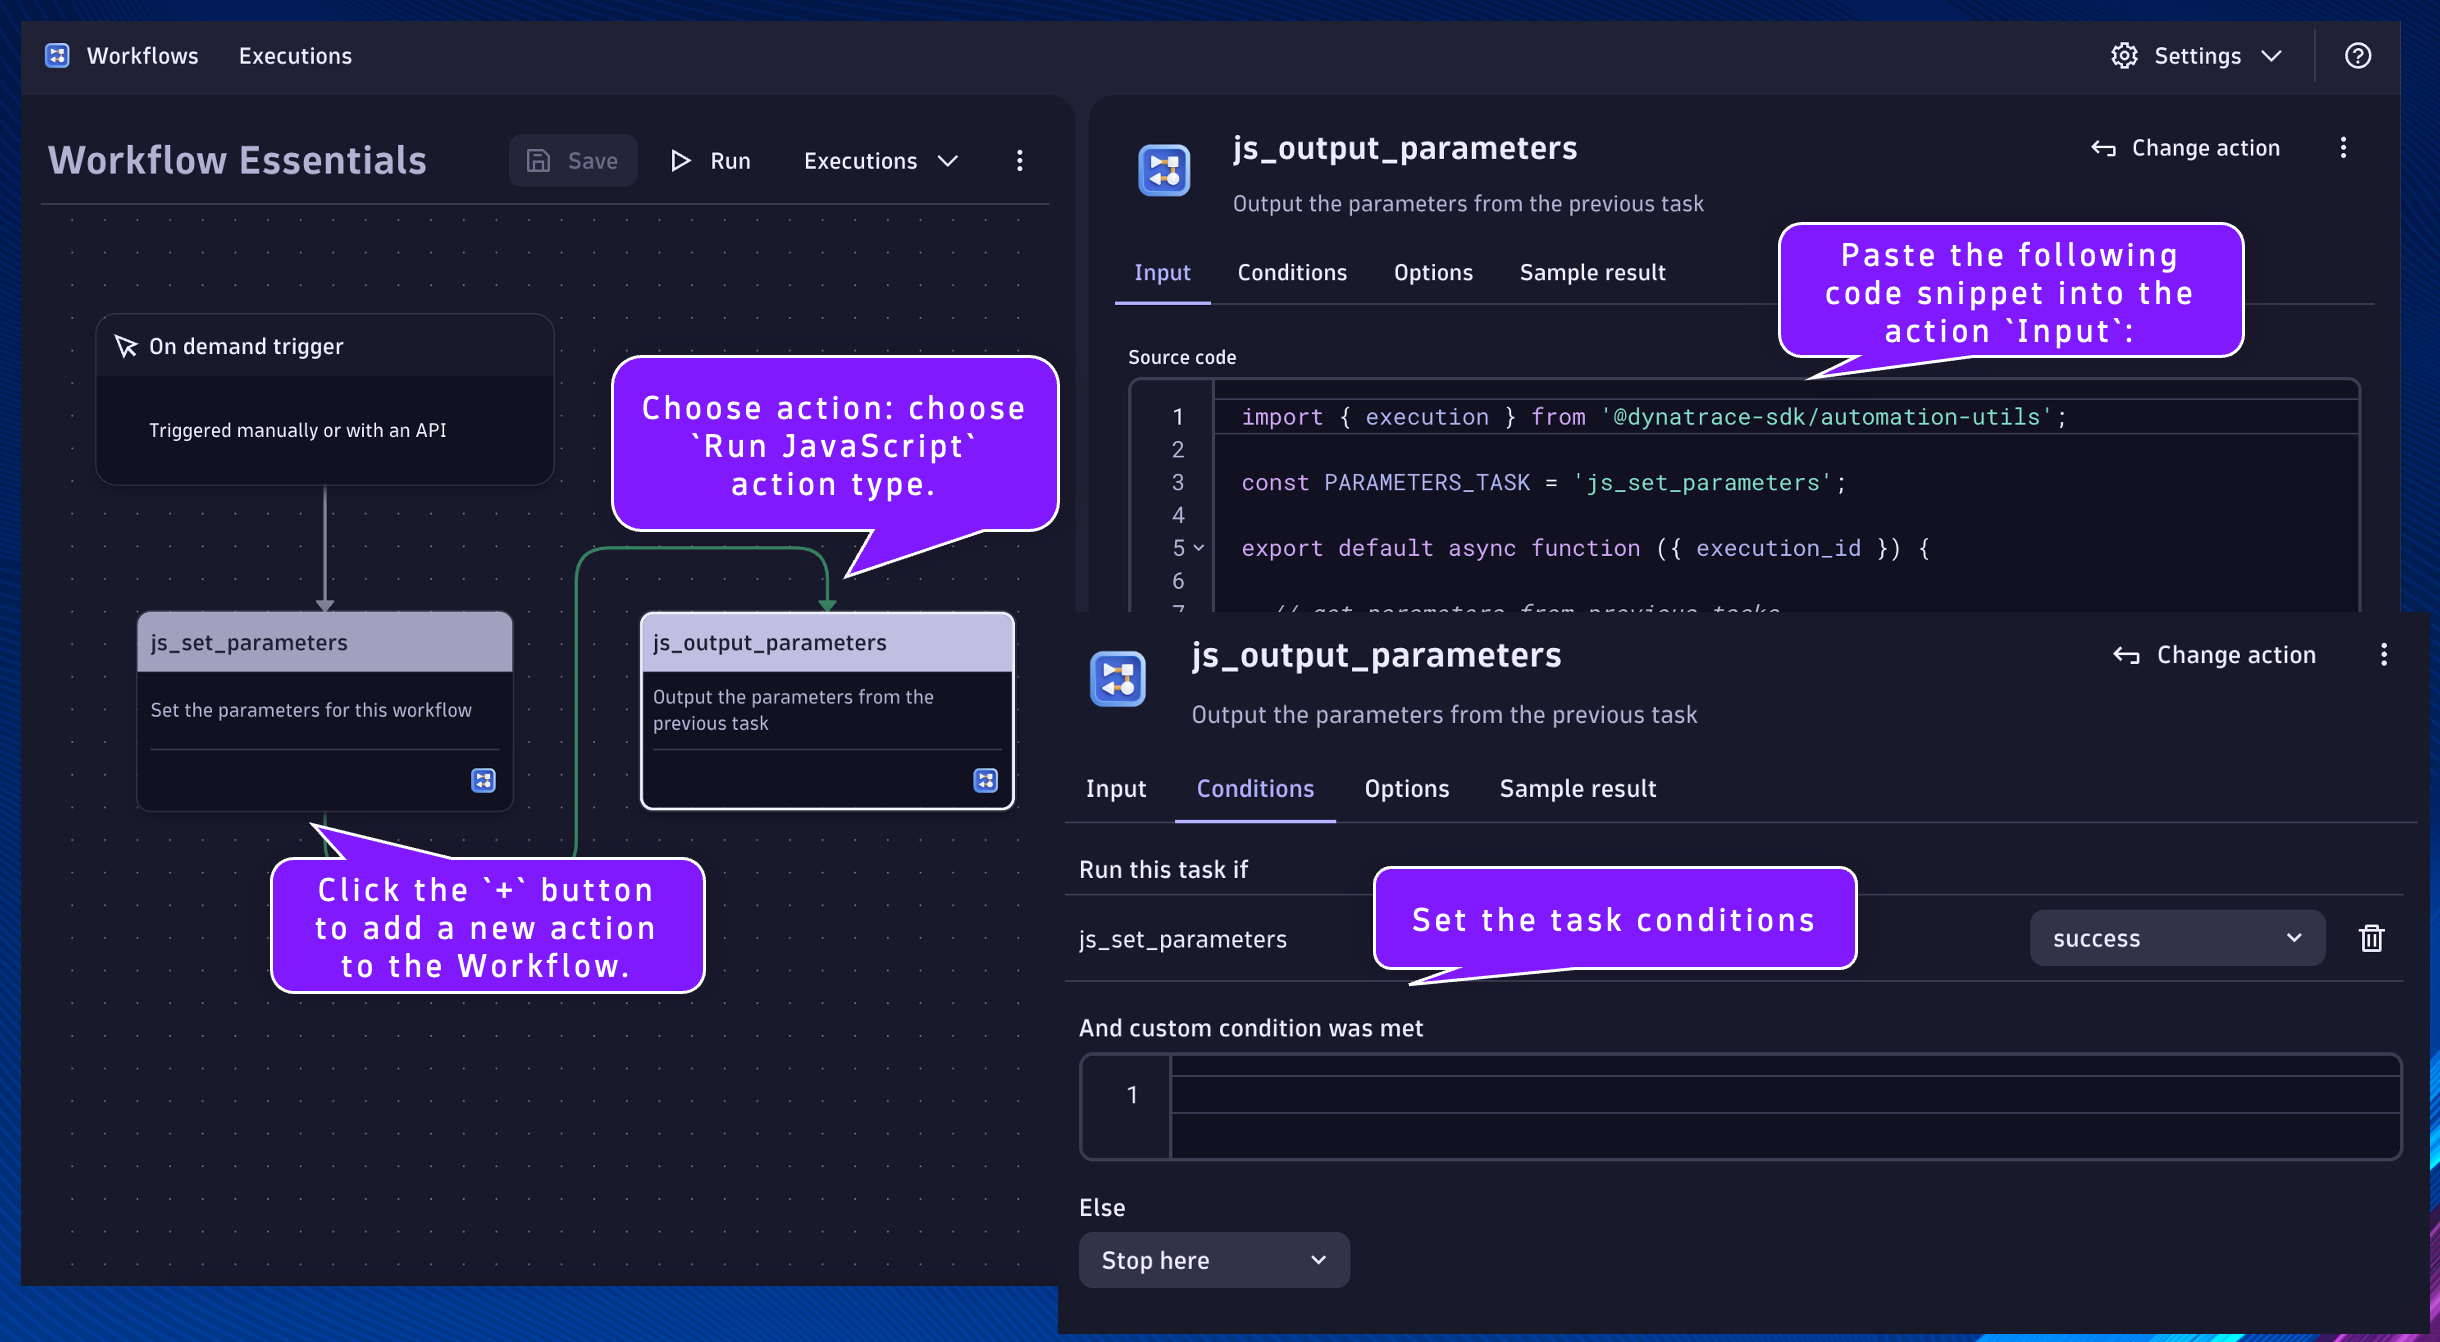 Workflows
Executions
Settings
Workflow Essentials
Save
Run
Executions
On demand trigger
Triggered manually or with an API
Choose action: choose
`Run JavaScript`
action type.
js_set_parameters
Set the parameters for this workflow
js_output_parameters
Output the parameters from the
previous task
Click the `+` button
to add a new action
to the Workflow.
js_output_parameters
Change action
Output the parameters from the previous task
Input
Conditions
Options
Sample result
Paste the following
code snippet into the
action `Input`:
Source code
1 import { execution } from '@dynatrace-sdk/automation-utils';
2
3 const PARAMETERS_TASK = 'js_set_parameters';
4
5 export default async function ({ execution_id }) {
6
7 // get parameters from previous tasks
js_output_parameters
Change action
Output the parameters from the previous task
Input
Conditions
Options
Sample result
Run this task if
Set the task conditions
js_set_parameters
success
And custom condition was met
1
Else
Stop here